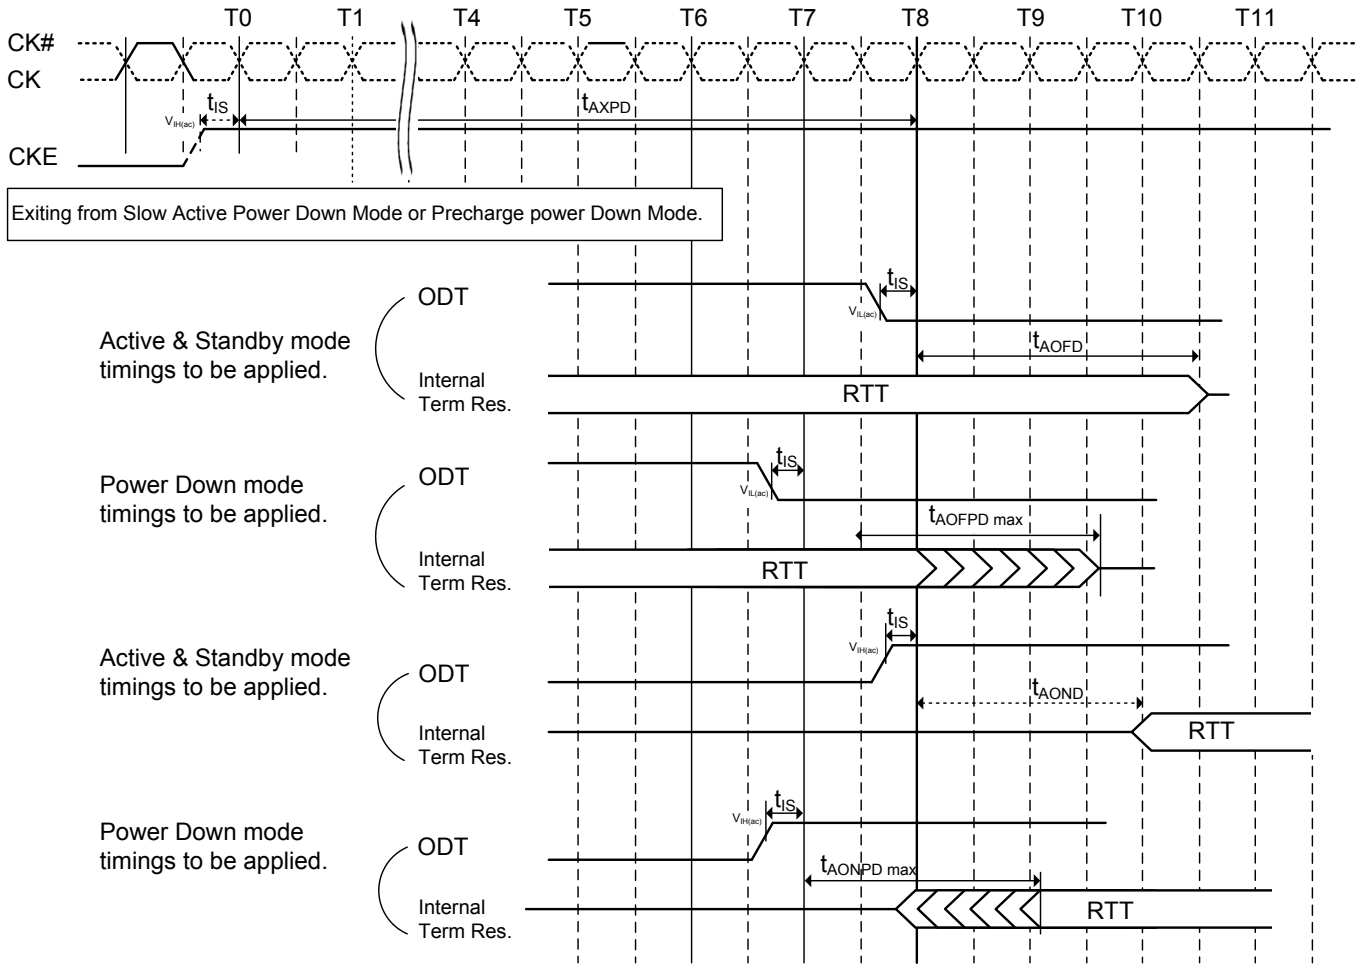 T0 T1 T4 T5 T6 T7 T8 T9 T10 T11
CK#
CK
tIS
tAXPD
VIH(ac)
CKE
Exiting from Slow Active Power Down Mode or Precharge power Down Mode.
tIS
ODT
VIL(ac)
Active & Standby mode
timings to be applied.
tAOFD
Internal
Term Res.
RTT
tIS
ODT
VIL(ac)
Power Down mode
timings to be applied.
tAOFPD max
Internal
Term Res.
RTT
tIS
VIH(ac)
Active & Standby mode
timings to be applied.
ODT
tAOND
Internal
Term Res.
RTT
tIS
VIH(ac)
Power Down mode
timings to be applied.
ODT
tAONPD max
Internal
Term Res.
RTT